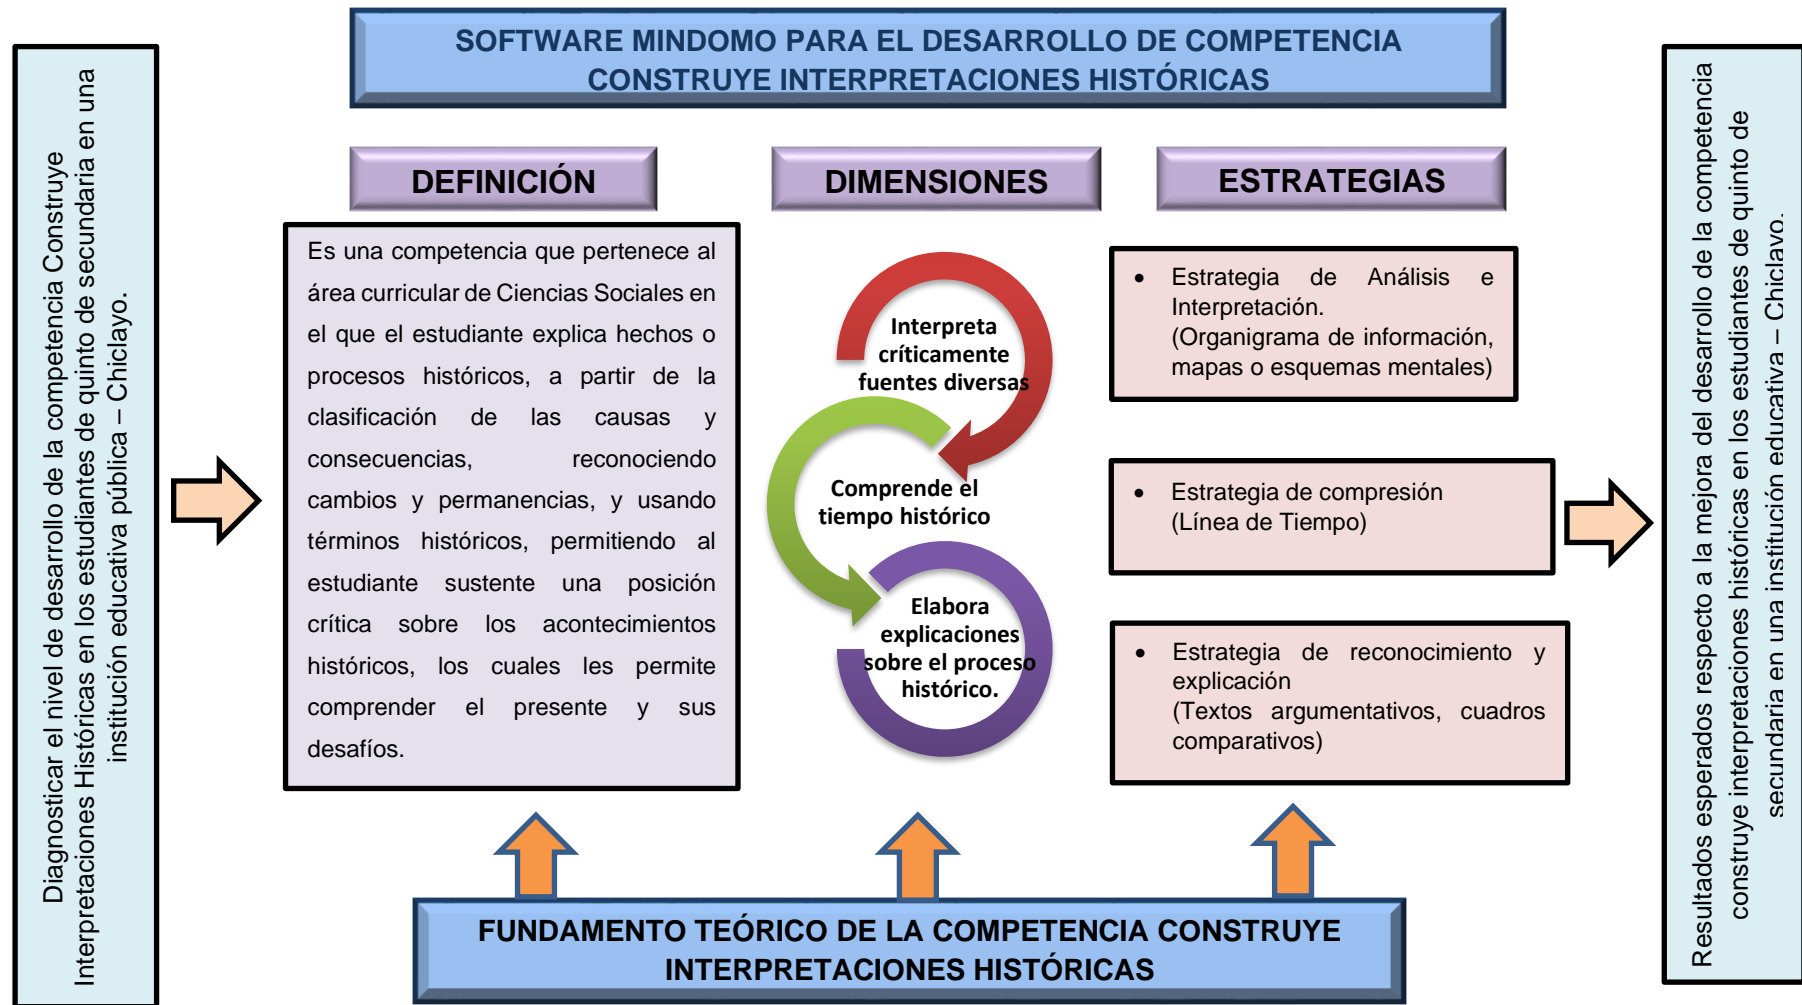 SOFTWARE MINDOMO PARA EL DESARROLLO DE COMPETENCIA
CONSTRUYE INTERPRETACIONES HISTÓRICAS
Diagnosticar el nivel de desarrollo de la competencia Construye
Interpretaciones Históricas en los estudiantes de quinto de secundaria en una
institución educativa pública – Chiclayo.
DEFINICIÓN
Es una competencia que pertenece al
área curricular de Ciencias Sociales en
el que el estudiante explica hechos o
procesos históricos, a partir de la
clasificación de las causas y
consecuencias, reconociendo
cambios y permanencias, y usando
términos históricos, permitiendo al
estudiante sustente una posición
crítica sobre los acontecimientos
históricos, los cuales les permite
comprender el presente y sus
desafíos.
DIMENSIONES
Interpreta
críticamente
fuentes diversas
Comprende el
tiempo histórico
Elabora
explicaciones
sobre el proceso
histórico.
ESTRATEGIAS
• Estrategia de Análisis e
Interpretación.
(Organigrama de información,
mapas o esquemas mentales)
• Estrategia de compresión
(Línea de Tiempo)
• Estrategia de reconocimiento y
explicación
(Textos argumentativos, cuadros
comparativos)
Resultados esperados respecto a la mejora del desarrollo de la competencia
construye interpretaciones históricas en los estudiantes de quinto de
secundaria en una institución educativa – Chiclayo.
FUNDAMENTO TEÓRICO DE LA COMPETENCIA CONSTRUYE
INTERPRETACIONES HISTÓRICAS